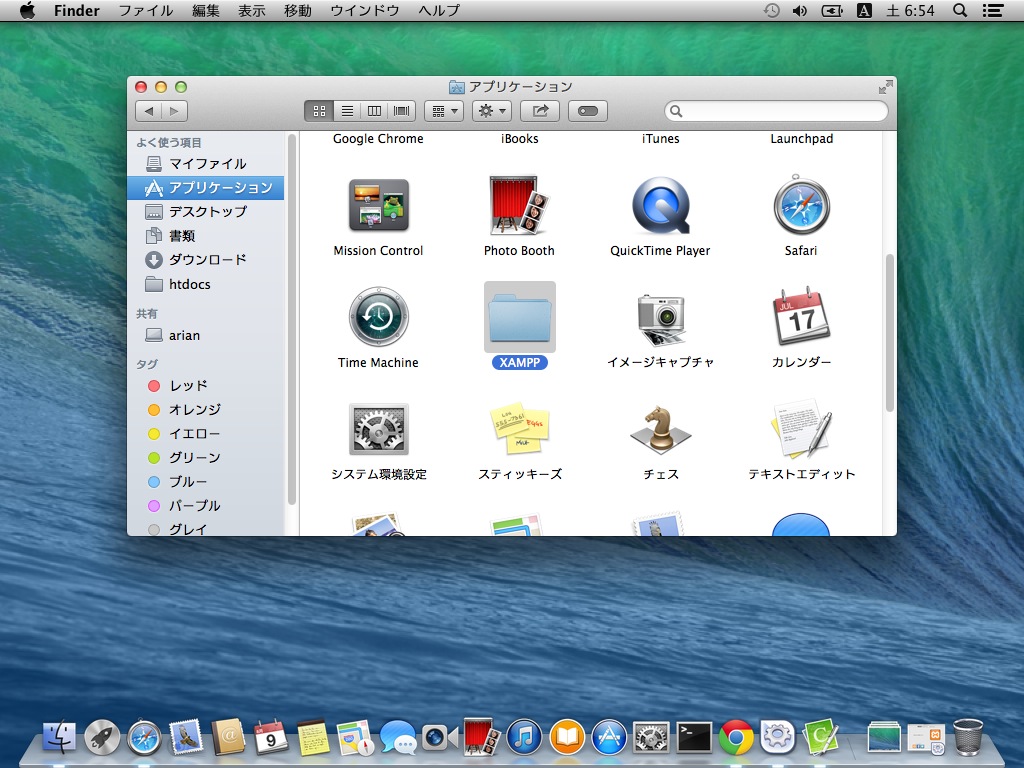 Finder ファイル 編集 表示 移動 ウインドウ ヘルプ A 土 6:54
アプリケーション
よく使う項目
マイファイル
アプリケーション
デスクトップ
書類
ダウンロード
htdocs
共有
arian
タグ
レッド
オレンジ
イエロー
グリーン
ブルー
パープル
グレイ
Google Chrome iBooks iTunes Launchpad
Mission Control Photo Booth QuickTime Player Safari
JUL
17
Time Machine XAMPP イメージキャプチャ カレンダー
EGGS
Milk
システム環境設定 スティッキーズ チェス テキストエディット
9